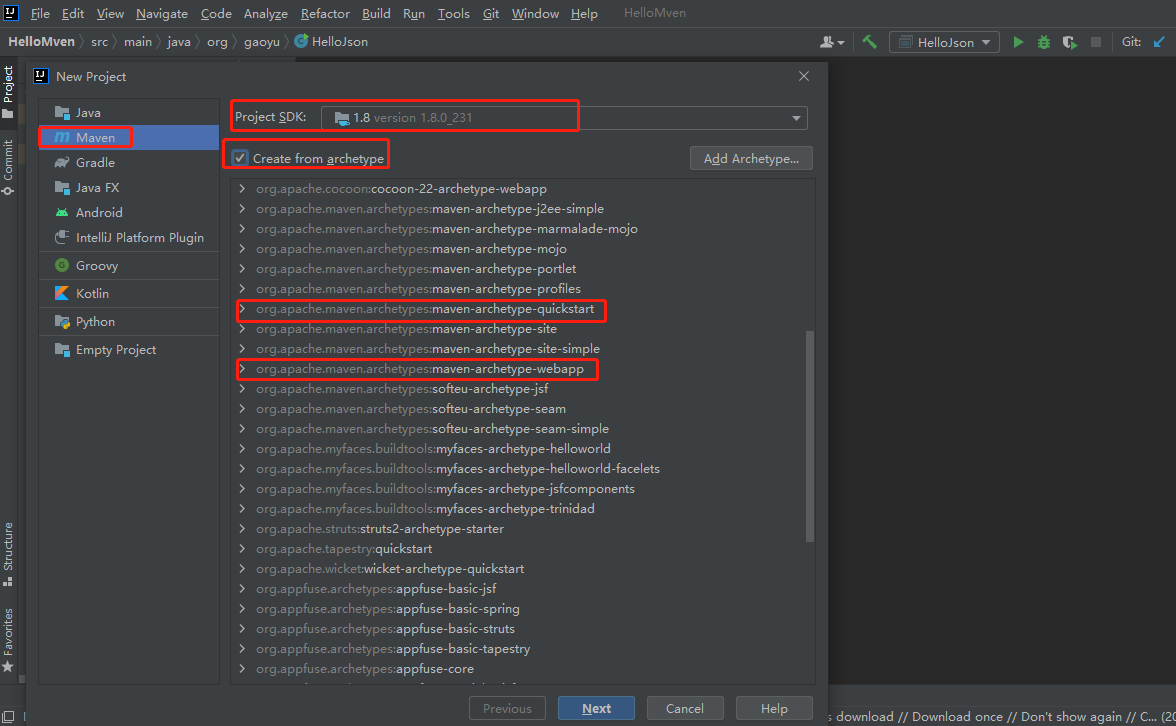 File Edit View Navigate Code Analyze Refactor Build Run Tools Git Window Help HelloMven
HelloMven src main java org gaoyu HelloJson HelloJson Git:
Project
Commit
Structure
Favorites
New Project
Java
Maven
Gradle
Java FX
Android
IntelliJ Platform Plugin
Groovy
Kotlin
Python
Empty Project
Project SDK: 1.8 version 1.8.0_231
Create from archetype Add Archetype...
org.apache.cocoon:cocoon-22-archetype-webapp
org.apache.maven.archetypes:maven-archetype-j2ee-simple
org.apache.maven.archetypes:maven-archetype-marmalade-mojo
org.apache.maven.archetypes:maven-archetype-mojo
org.apache.maven.archetypes:maven-archetype-portlet
org.apache.maven.archetypes:maven-archetype-profiles
org.apache.maven.archetypes:maven-archetype-quickstart
org.apache.maven.archetypes:maven-archetype-site
org.apache.maven.archetypes:maven-archetype-site-simple
org.apache.maven.archetypes:maven-archetype-webapp
org.apache.maven.archetypes:softeu-archetype-jsf
org.apache.maven.archetypes:softeu-archetype-seam
org.apache.maven.archetypes:softeu-archetype-seam-simple
org.apache.myfaces.buildtools:myfaces-archetype-helloworld
org.apache.myfaces.buildtools:myfaces-archetype-helloworld-facelets
org.apache.myfaces.buildtools:myfaces-archetype-jsfcomponents
org.apache.myfaces.buildtools:myfaces-archetype-trinidad
org.apache.struts:struts2-archetype-starter
org.apache.tapestry:quickstart
org.apache.wicket:wicket-archetype-quickstart
org.appfuse.archetypes:appfuse-basic-jsf
org.appfuse.archetypes:appfuse-basic-spring
org.appfuse.archetypes:appfuse-basic-struts
org.appfuse.archetypes:appfuse-basic-tapestry
org.appfuse.archetypes:appfuse-core
Previous Next Cancel Help
s download // Download once // Don't show again // C... (20